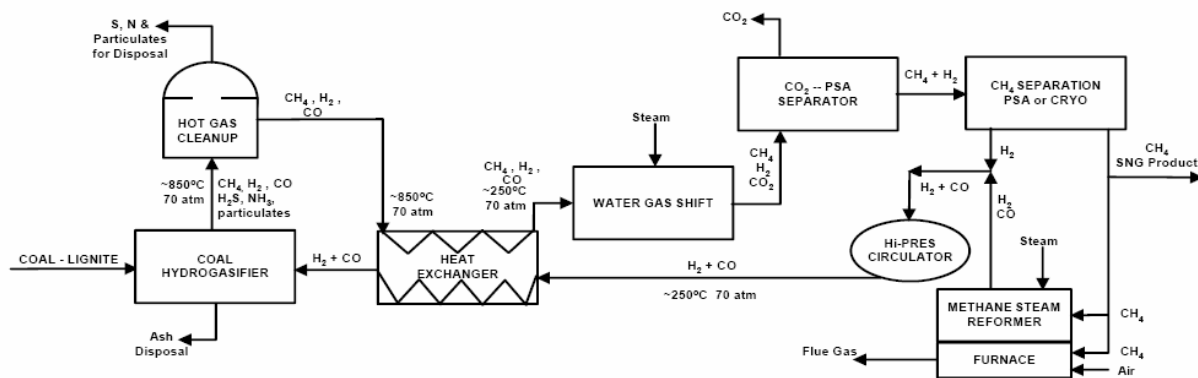 S, N &
Particulates
for Disposal
HOT GAS
CLEANUP
CH₄ , H₂ ,
CO
~850ºC
70 atm
CH₄, H₂ , CO
H₂S, NH₃,
particulates
COAL - LIGNITE
COAL
HYDROGASIFIER
Ash
Disposal
H₂ + CO
~850ºC
70 atm
HEAT
EXCHANGER
CH₄ , H₂ ,
CO
~250ºC
70 atm
Steam
WATER GAS SHIFT
CH₄
H₂
CO₂
CO₂
CO₂ -- PSA
SEPARATOR
CH₄ + H₂
CH₄ SEPARATION
PSA or CRYO
H₂
CH₄
SNG Product
H₂ + CO
H₂
CO
Hi-PRES
CIRCULATOR
H₂ + CO
~250ºC 70 atm
Steam
METHANE STEAM
REFORMER
CH₄
FURNACE
CH₄
Air
Flue Gas